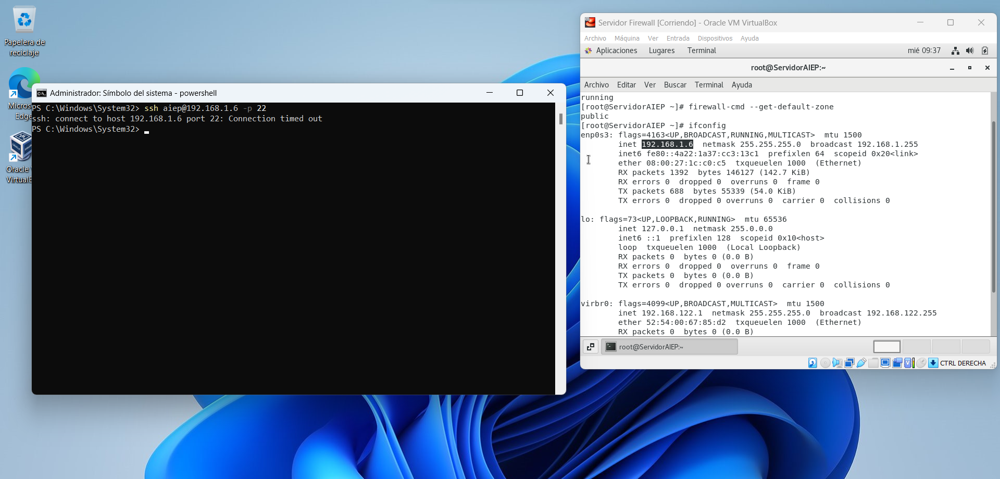 Papelera de
reciclaje
Edge
Administrador: Símbolo del sistema - powershell
PS C:\Windows\System32> ssh aiep@192.168.1.6 -p 22
ssh: connect to host 192.168.1.6 port 22: Connection timed out
PS C:\Windows\System32>
Oracle
Servidor Firewall [Corriendo] - Oracle VM VirtualBox
Archivo Máquina Ver Entrada Dispositivos Ayuda
Aplicaciones Lugares Terminal mié 09:37
root@ServidorAIEP:~
Archivo Editar Ver Buscar Terminal Ayuda
running
[root@ServidorAIEP ~]# firewall-cmd --get-default-zone
public
[root@ServidorAIEP ~]# ifconfig
enp0s3: flags=4163<UP,BROADCAST,RUNNING,MULTICAST>  mtu 1500
        inet 192.168.1.6  netmask 255.255.255.0  broadcast 192.168.1.255
        inet6 fe80::4a22:1a37:cc3:13c1  prefixlen 64  scopeid 0x20<link>
        ether 08:00:27:1c:c0:c5  txqueuelen 1000  (Ethernet)
        RX packets 1392  bytes 146127 (142.7 KiB)
        RX errors 0  dropped 0  overruns 0  frame 0
        TX packets 688  bytes 55339 (54.0 KiB)
        TX errors 0  dropped 0 overruns 0  carrier 0  collisions 0
lo: flags=73<UP,LOOPBACK,RUNNING>  mtu 65536
        inet 127.0.0.1  netmask 255.0.0.0
        inet6 ::1  prefixlen 128  scopeid 0x10<host>
        loop  txqueuelen 1000  (Local Loopback)
        RX packets 0  bytes 0 (0.0 B)
        RX errors 0  dropped 0  overruns 0  frame 0
        TX packets 0  bytes 0 (0.0 B)
        TX errors 0  dropped 0 overruns 0  carrier 0  collisions 0
virbr0: flags=4099<UP,BROADCAST,MULTICAST>  mtu 1500
        inet 192.168.122.1  netmask 255.255.255.0  broadcast 192.168.122.255
        ether 52:54:00:67:85:d2  txqueuelen 1000  (Ethernet)
        RX packets 0  bytes 0 (0.0 B)
root@ServidorAIEP:~
CTRL DERECHA